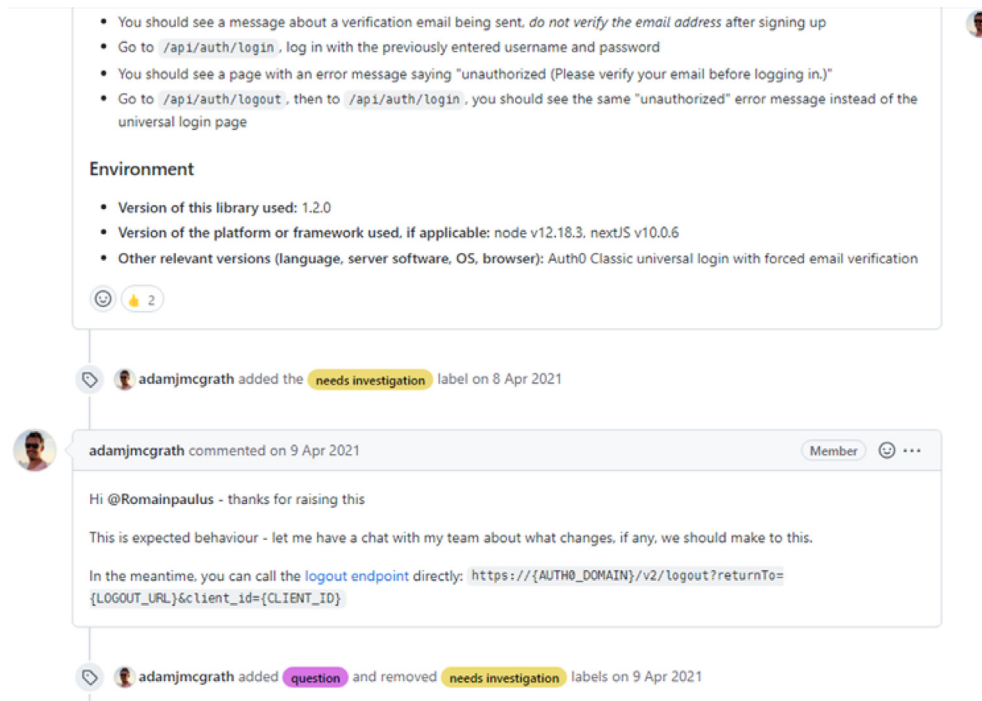 You should see a message about a verification email being sent, do not verify the email address after signing up
Go to /api/auth/login , log in with the previously entered username and password
You should see a page with an error message saying "unauthorized (Please verify your email before logging in.)"
Go to /api/auth/logout , then to /api/auth/login , you should see the same "unauthorized" error message instead of the
universal login page
Environment
Version of this library used: 1.2.0
Version of the platform or framework used, if applicable: node v12.18.3, nextJS v10.0.6
Other relevant versions (language, server software, OS, browser): Auth0 Classic universal login with forced email verification
2
adamjmcgrath added the needs investigation label on 8 Apr 2021
adamjmcgrath commented on 9 Apr 2021 Member
Hi @Romainpaulus - thanks for raising this
This is expected behaviour - let me have a chat with my team about what changes, if any, we should make to this.
In the meantime, you can call the logout endpoint directly: https://{AUTH0_DOMAIN}/v2/logout?returnTo=
{LOGOUT_URL}&client_id={CLIENT_ID}
adamjmcgrath added question and removed needs investigation labels on 9 Apr 2021